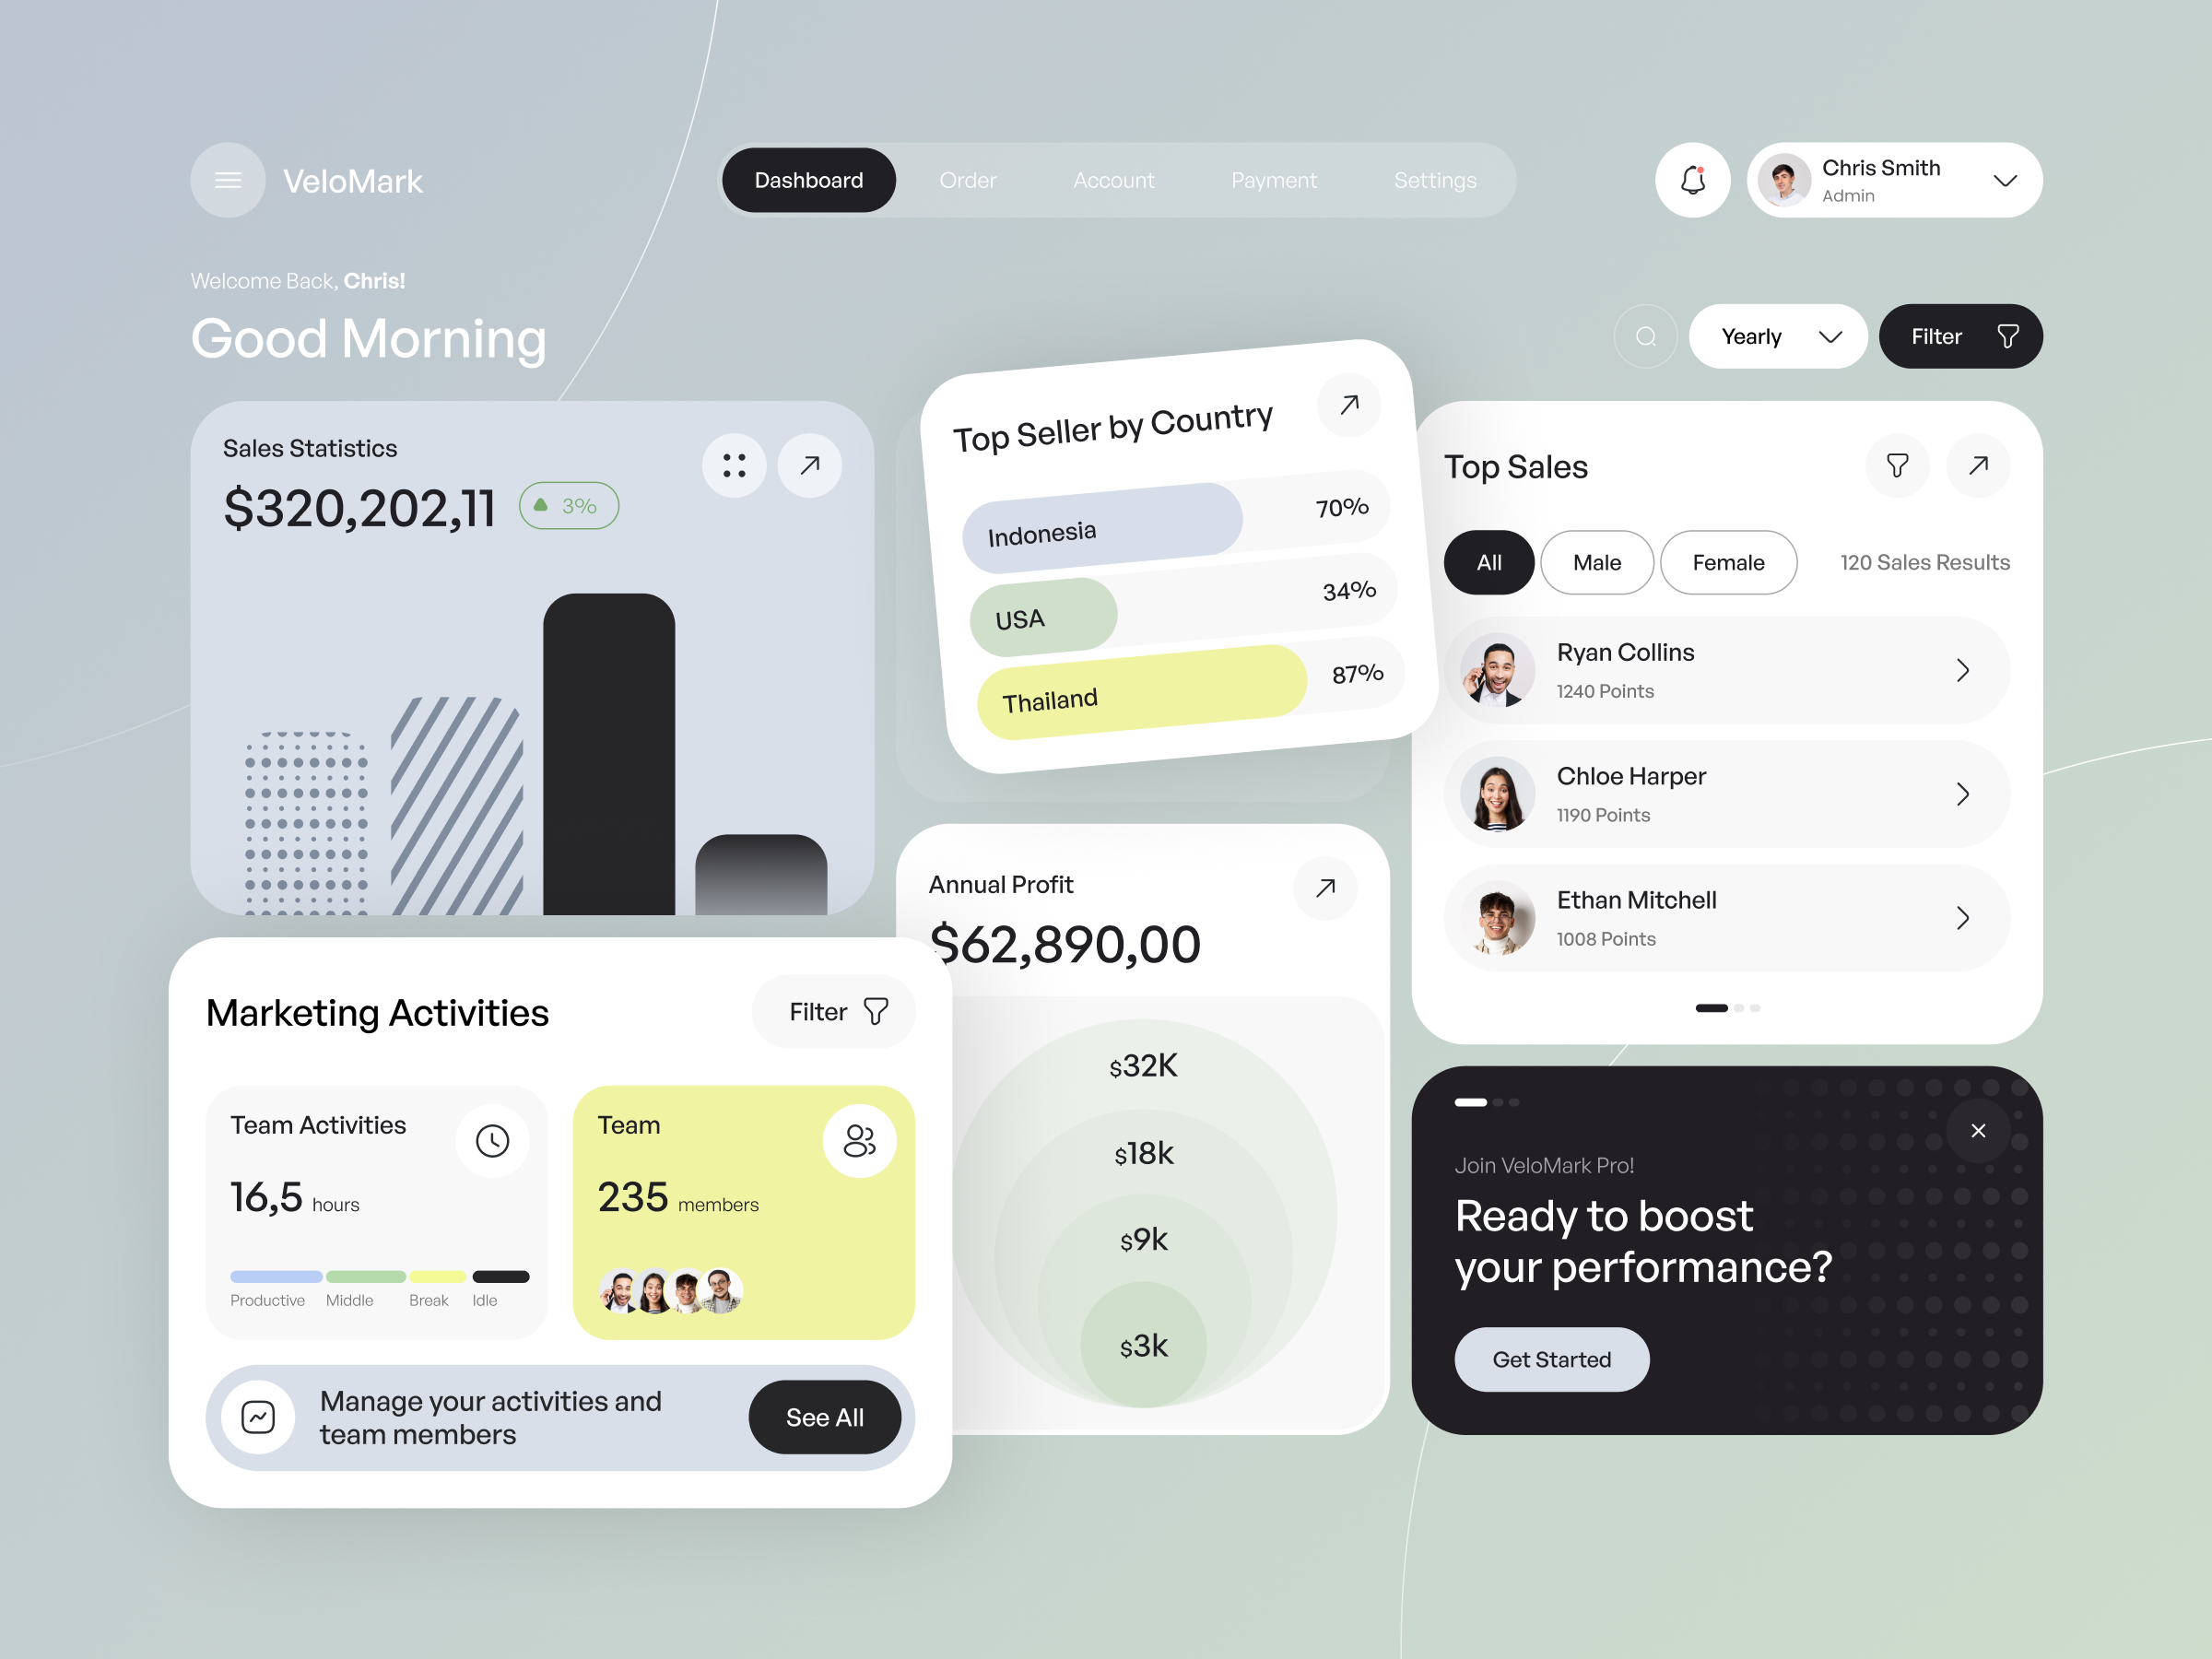 VeloMark
Dashboard
Order
Account
Payment
Settings
Chris Smith
Admin
Welcome Back, Chris!
Good Morning
Yearly
Filter
Sales Statistics
$320,202,11
3%
Top Seller by Country
Indonesia
70%
USA
34%
Thailand
87%
Top Sales
All
Male
Female
120 Sales Results
Ryan Collins
1240 Points
Chloe Harper
1190 Points
Ethan Mitchell
1008 Points
Annual Profit
$62,890,00
$32K
$18k
$9k
$3k
Marketing Activities
Filter
Team Activities
16,5 hours
Productive
Middle
Break
Idle
Team
235 members
Manage your activities and
team members
See All
Join VeloMark Pro!
Ready to boost
your performance?
Get Started